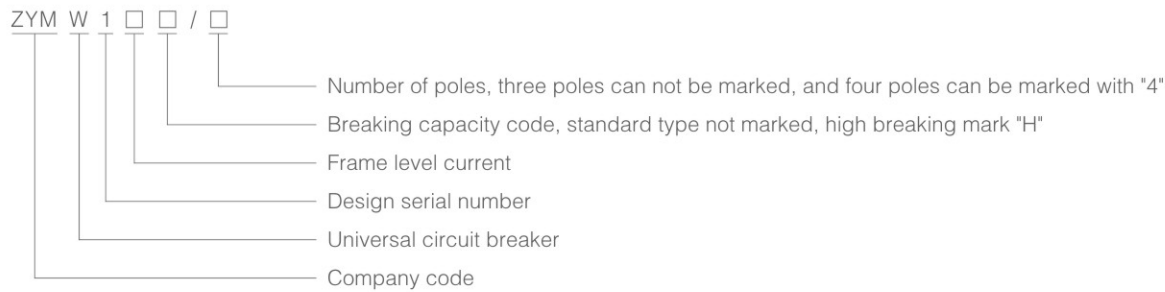 ZYM W 1 □ □ / □
Number of poles, three poles can not be marked, and four poles can be marked with "4"
Breaking capacity code, standard type not marked, high breaking mark "H"
Frame level current
Design serial number
Universal circuit breaker
Company code